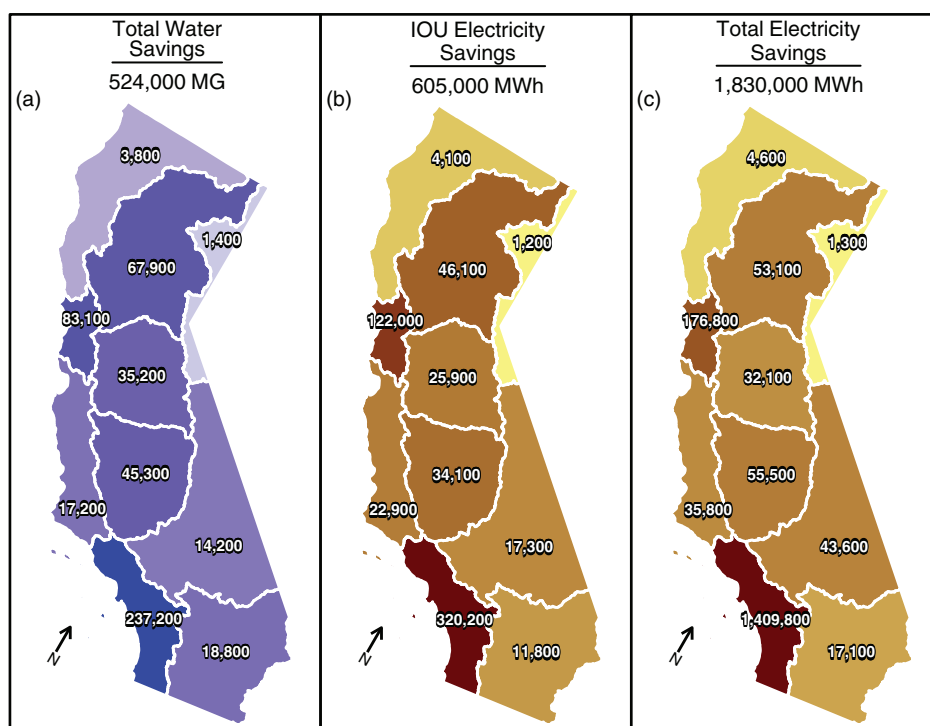 Total Water
Savings
524,000 MG
(a)
3,800
1,400
67,900
83,100
35,200
45,300
17,200
14,200
237,200
18,800
N
IOU Electricity
Savings
605,000 MWh
(b)
4,100
1,200
46,100
122,000
25,900
34,100
22,900
17,300
320,200
11,800
N
Total Electricity
Savings
1,830,000 MWh
(c)
4,600
1,300
53,100
176,800
32,100
55,500
35,800
43,600
1,409,800
17,100
N